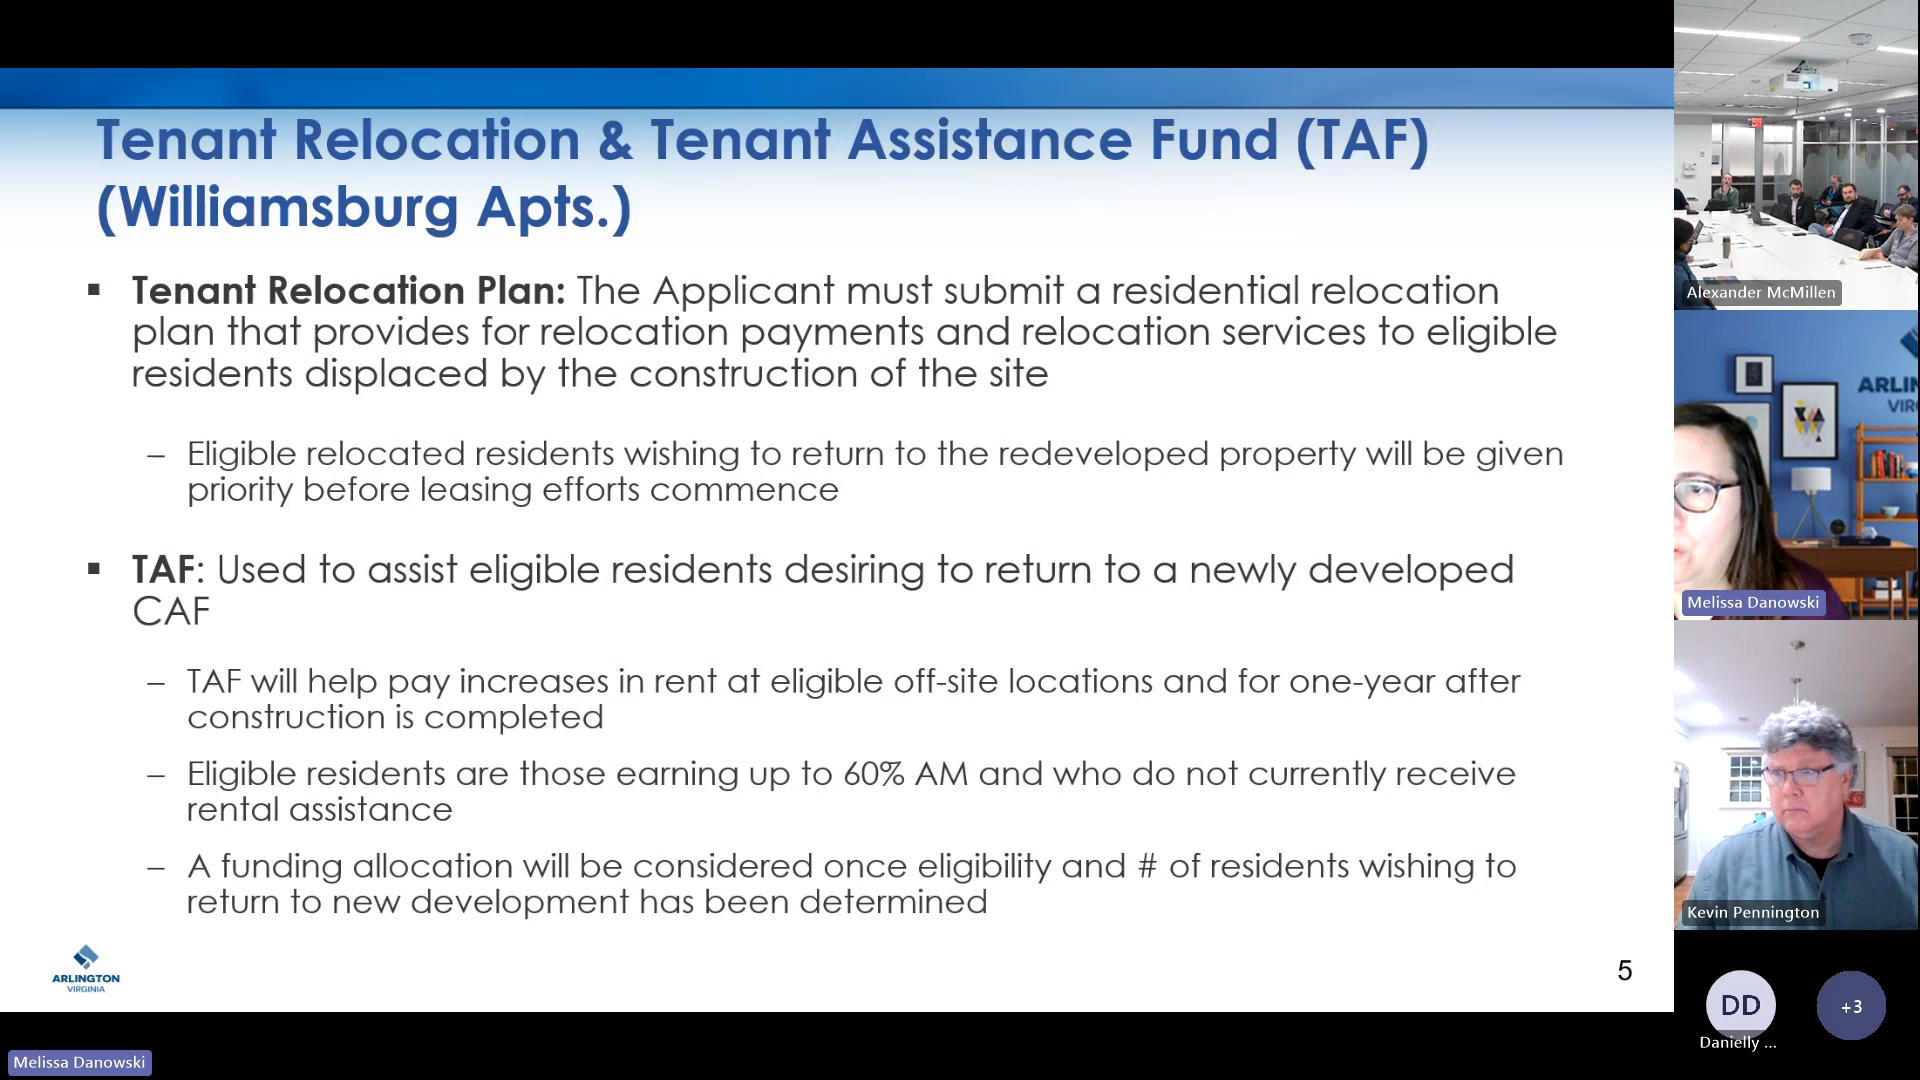 Tenant Relocation & Tenant Assistance Fund (TAF)
(Williamsburg Apts.)
▪ Tenant Relocation Plan: The Applicant must submit a residential relocation
plan that provides for relocation payments and relocation services to eligible
residents displaced by the construction of the site
– Eligible relocated residents wishing to return to the redeveloped property will be given
priority before leasing efforts commence
▪ TAF: Used to assist eligible residents desiring to return to a newly developed
CAF
– TAF will help pay increases in rent at eligible off-site locations and for one-year after
construction is completed
– Eligible residents are those earning up to 60% AM and who do not currently receive
rental assistance
– A funding allocation will be considered once eligibility and # of residents wishing to
return to new development has been determined
ARLINGTON
VIRGINIA
5
Melissa Danowski
Alexander McMillen
ARLIN
VIR
Melissa Danowski
Kevin Pennington
DD
Danielly ...
+3